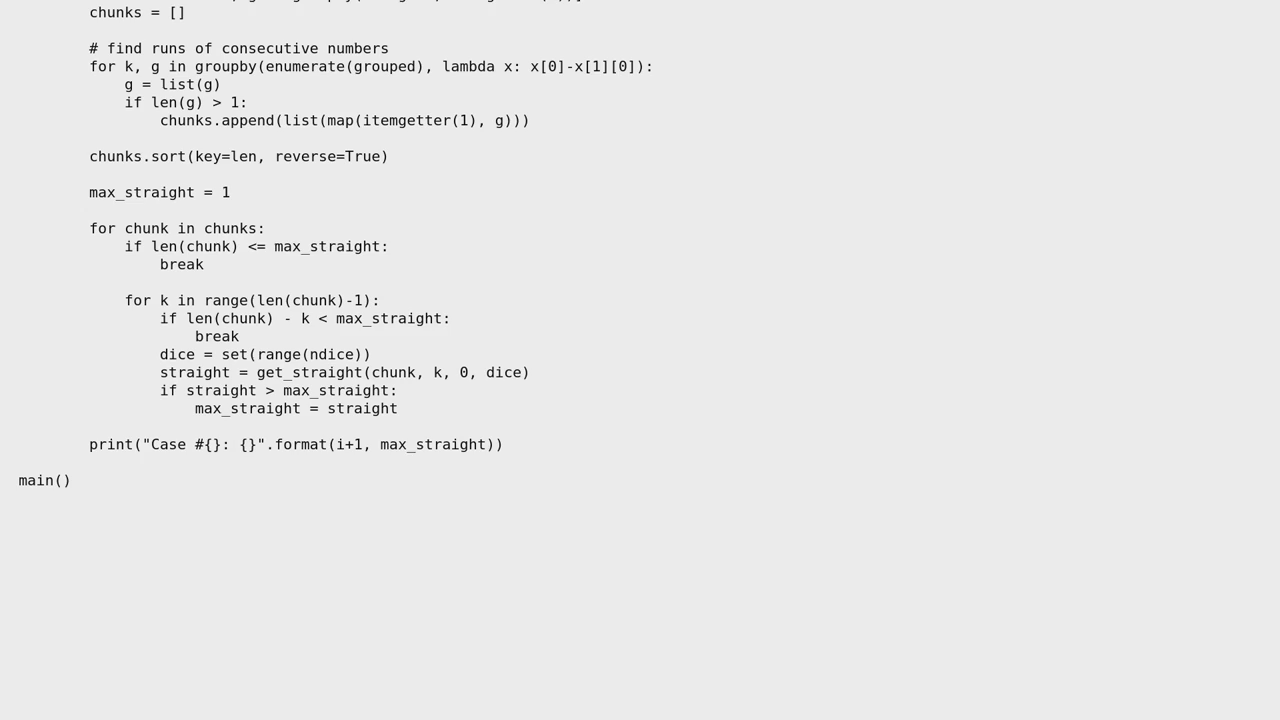 chunks = []
# find runs of consecutive numbers
for k, g in groupby(enumerate(grouped), lambda x: x[0]-x[1][0]):
g = list(g)
if len(g) > 1:
chunks.append(list(map(itemgetter(1), g)))
chunks.sort(key=len, reverse=True)
max_straight = 1
for chunk in chunks:
if len(chunk) <= max_straight:
break
for k in range(len(chunk)-1):
if len(chunk) - k < max_straight:
break
dice = set(range(ndice))
straight = get_straight(chunk, k, 0, dice)
if straight > max_straight:
max_straight = straight
print("Case #{}: {}".format(i+1, max_straight))
main()